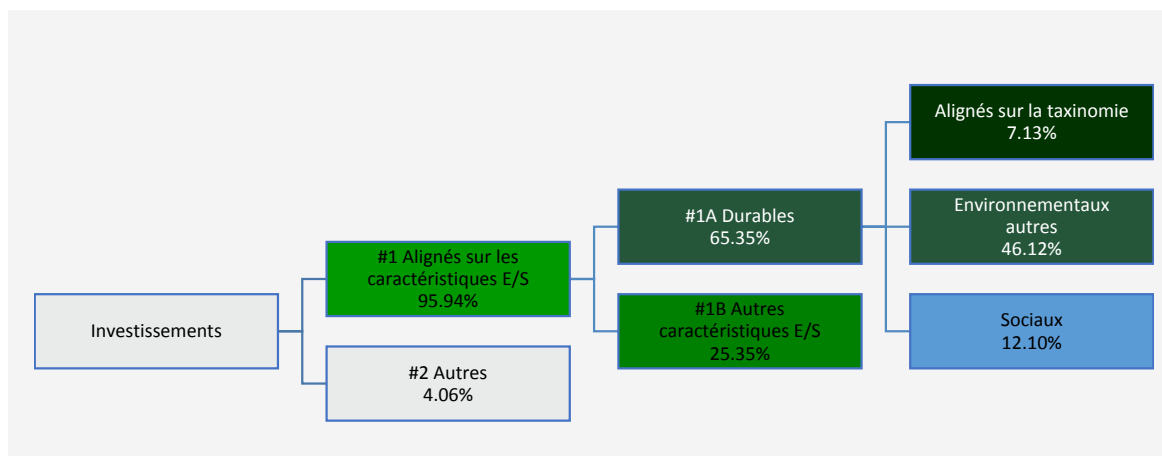 Investissements
#1 Alignés sur les
caractéristiques E/S
95.94%
#2 Autres
4.06%
#1A Durables
65.35%
#1B Autres
caractéristiques E/S
25.35%
Alignés sur la taxinomie
7.13%
Environnementaux
autres
46.12%
Sociaux
12.10%